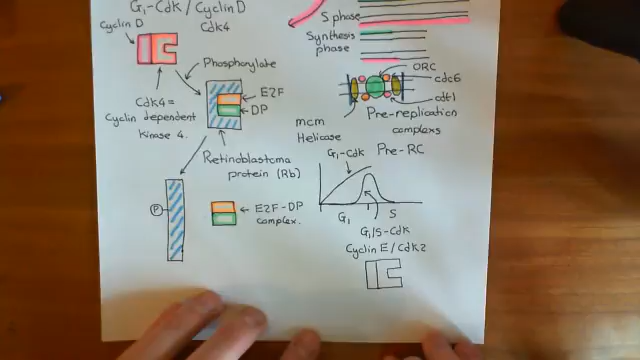 G1-Cdk / Cyclin D
Cdk4
Cyclin D
Phosphorylate
Cdk4 =
Cyclin dependent
kinase 4.
E2F
DP
Retinoblastoma
protein (Rb)
P
E2F-DP
complex.
S phase
Synthesis
phase
ORC
cdc6
cdt1
mcm
Helicase
Pre-replication
complexs
Pre-RC
G1-Cdk
G1
S
G1/S-Cdk
Cyclin E/Cdk2